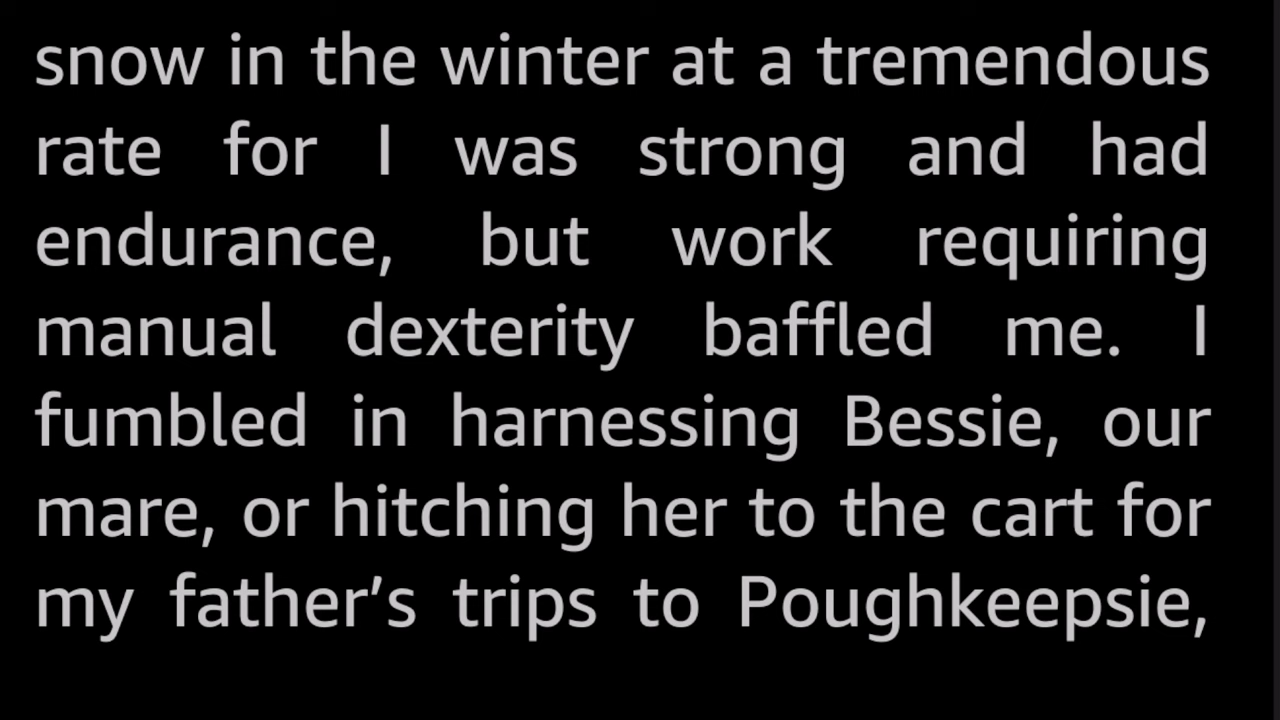 snow in the winter at a tremendous
rate for I was strong and had
endurance, but work requiring
manual dexterity baffled me. I
fumbled in harnessing Bessie, our
mare, or hitching her to the cart for
my father’s trips to Poughkeepsie,